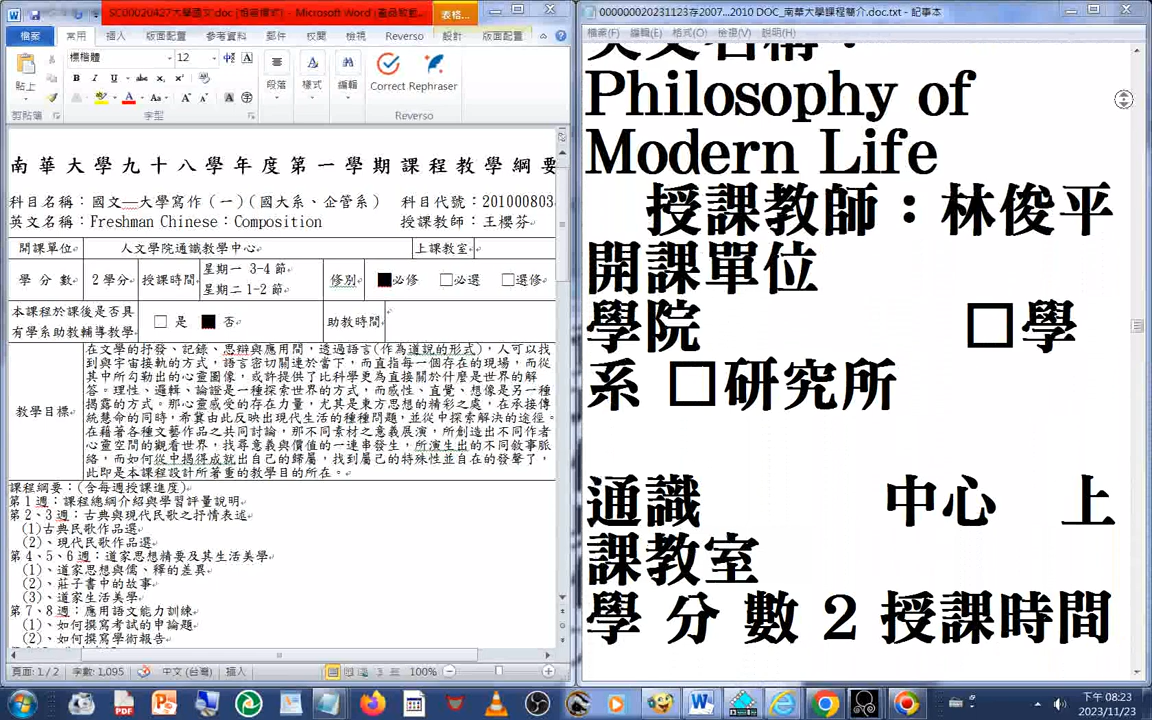 SC00020427大學國文.doc [相容模式] - Microsoft Word (產品啟動...
表格...
檔案 常用 插入 版面配置 參考資料 郵件 校閱 檢視 Reverso 設計 版面配置
標楷體 12
貼上 段落 樣式 編輯 Correct Rephraser
剪貼簿 字型 Reverso
南華大學九十八學年度第一學期課程教學綱要
科目名稱：國文—大學寫作（一）（國大系、企管系） 科目代號：201000803
英文名稱：Freshman Chinese：Composition 授課教師：王櫻芬
開課單位 人文學院通識教學中心 上課教室
學 分 數 2學分 授課時間 星期一 3-4節 修別 ■必修 □必選 □選修
星期二1-2節
本課程於課後是否具 □ 是 ■ 否 助教時間
有學系助教輔導教學
教學目標
在文學的抒發、記錄、思辯與應用間，透過語言(作為道說的形式)，人可以找
到與宇宙接軌的方式，語言密切關連於當下，而直指每一個存在的現場，而從
其中所勾勒出的心靈圖像，或許提供了比科學更為直接關於什麼是世界的解
答。理性、邏輯、論證是一種探索世界的方式，而感性、直覺、想像是另一種
揭露的方式。那心靈感受的存在力量，尤其是東方思想的精彩之處，在承接傳
統慧命的同時，希冀由此反映出現代生活的種種問題，並從中探索解決的途徑。
在藉著各種文藝作品之共同討論，那不同素材之意義展演，所創造出不同作者
心靈空間的觀看世界，找尋意義與價值的一連串發生，所演生出的不同敘事脈
絡，而如何從中揭得成就出自己的歸屬，找到屬己的特殊性並自在的發聲了，
此即是本課程設計所著重的教學目的所在。
課程綱要：(含每週授課進度)
第1週：課程總綱介紹與學習評量說明
第2、3週：古典與現代民歌之抒情表述
(1)古典民歌作品選
(2)、現代民歌作品選
第4、5、6週：道家思想精要及其生活美學
(1)、道家思想與儒、釋的差異
(2)、莊子書中的故事
(3)、道家生活美學
第7、8週：應用語文能力訓練
(1)、如何撰寫考試的申論題
(2)、如何撰寫學術報告
頁面：1/2 字數：1,095 中文(台灣) 插入 100%
000000020231123存2007...2010 DOC_南華大學課程簡介.doc.txt - 記事本
檔案(F) 編輯(E) 格式(O) 檢視(V) 說明(H)
英文名稱：
Philosophy of
Modern Life
授課教師：林俊平
開課單位
學院 □學
系 □研究所
通識 中心 上
課教室
學 分 數 2 授課時間
下午 08:23
2023/11/23